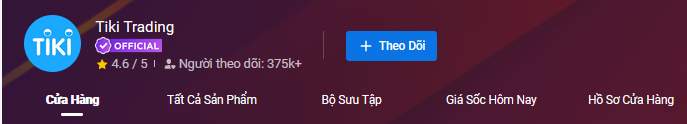 TIKI
Tiki Trading
OFFICIAL
4.6 / 5 Người theo dõi: 375k+
+ Theo Dõi
Cửa Hàng Tất Cả Sản Phẩm Bộ Sưu Tập Giá Sốc Hôm Nay Hồ Sơ Cửa Hàng